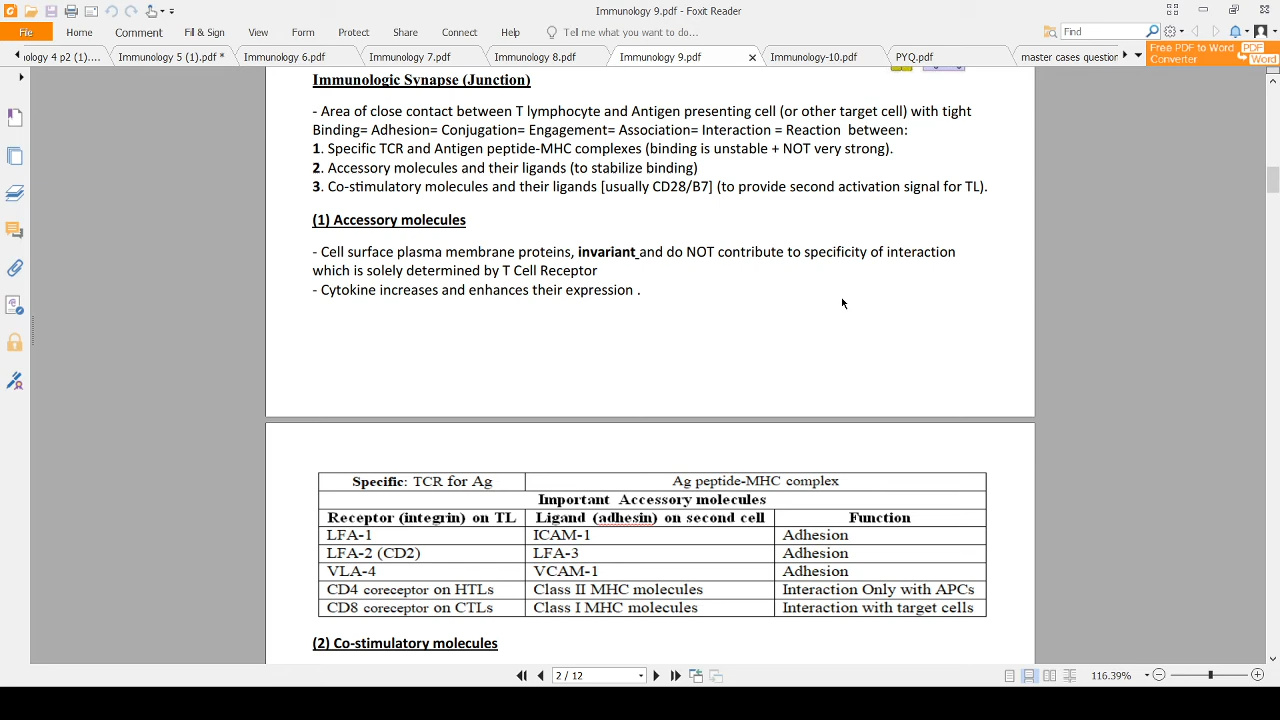 Immunology 9.pdf - Foxit Reader
File Home Comment View Form Protect Share Connect Help Tell me what you want to do... Find
Fill & Sign
ology 4 p2 (1).... Immunology 5 (1).pdf * Immunology 6.pdf Immunology 7.pdf Immunology 8.pdf Immunology 9.pdf Immunology-10.pdf PYQ.pdf master cases question
Free PDF to Word
Converter
PDF
Word
Immunologic Synapse (Junction)
- Area of close contact between T lymphocyte and Antigen presenting cell (or other target cell) with tight
Binding= Adhesion= Conjugation= Engagement= Association= Interaction = Reaction between:
1. Specific TCR and Antigen peptide-MHC complexes (binding is unstable + NOT very strong).
2. Accessory molecules and their ligands (to stabilize binding)
3. Co-stimulatory molecules and their ligands [usually CD28/B7] (to provide second activation signal for TL).
(1) Accessory molecules
- Cell surface plasma membrane proteins, invariant and do NOT contribute to specificity of interaction
which is solely determined by T Cell Receptor
- Cytokine increases and enhances their expression .
Specific: TCR for Ag Ag peptide-MHC complex
Important Accessory molecules
Receptor (integrin) on TL Ligand (adhesin) on second cell Function
LFA-1 ICAM-1 Adhesion
LFA-2 (CD2) LFA-3 Adhesion
VLA-4 VCAM-1 Adhesion
CD4 coreceptor on HTLs Class II MHC molecules Interaction Only with APCs
CD8 coreceptor on CTLs Class I MHC molecules Interaction with target cells
(2) Co-stimulatory molecules
2 / 12 116.39%